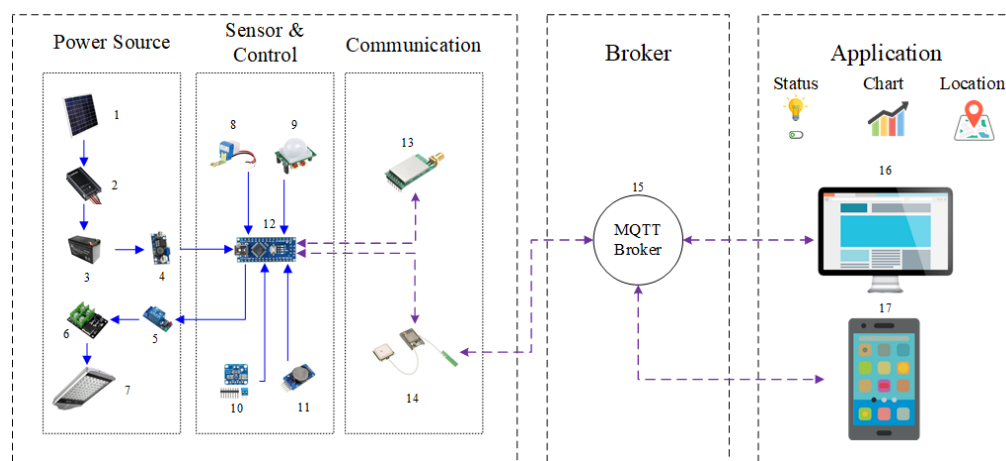 Power Source
Sensor &
Control
Communication
Broker
Application
Status
Chart
Location
1
2
3
4
5
6
7
8
9
10
11
12
13
14
15
MQTT
Broker
16
17